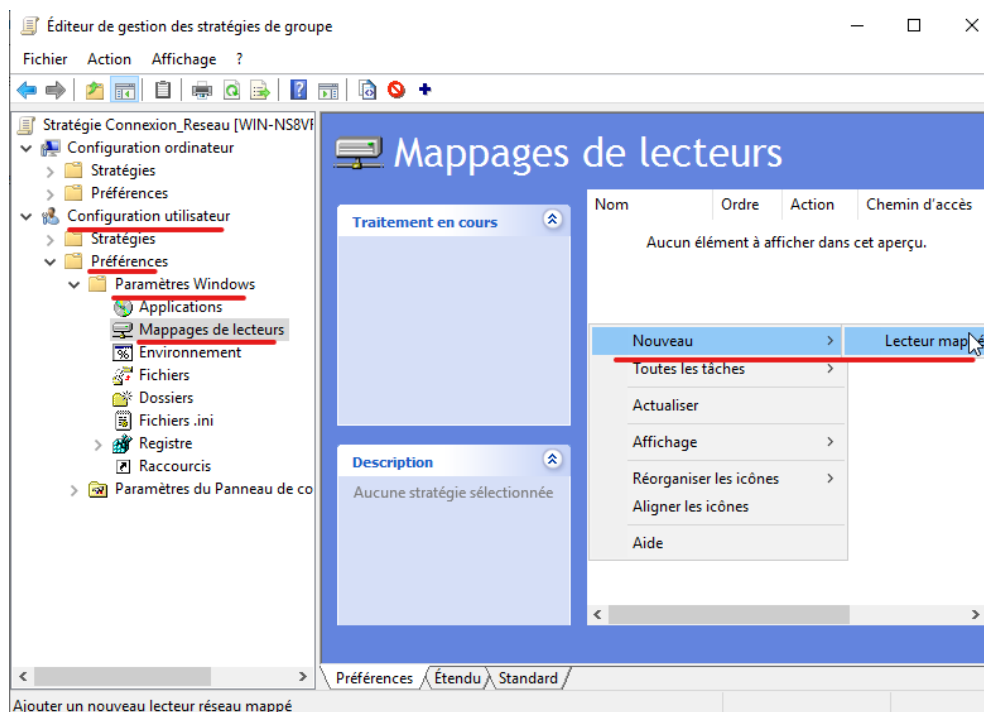 Éditeur de gestion des stratégies de groupe
Fichier Action Affichage ?
Stratégie Connexion_Reseau [WIN-NS8VF
Configuration ordinateur
Stratégies
Préférences
Configuration utilisateur
Stratégies
Préférences
Paramètres Windows
Applications
Mappages de lecteurs
Environnement
Fichiers
Dossiers
Fichiers .ini
Registre
Raccourcis
Paramètres du Panneau de co
Mappages de lecteurs
Traitement en cours
Description
Aucune stratégie sélectionnée
Nom Ordre Action Chemin d'accès
Aucun élément à afficher dans cet aperçu.
Nouveau
Lecteur mappé
Toutes les tâches
Actualiser
Affichage
Réorganiser les icônes
Aligner les icônes
Aide
Préférences Étendu Standard
Ajouter un nouveau lecteur réseau mappé